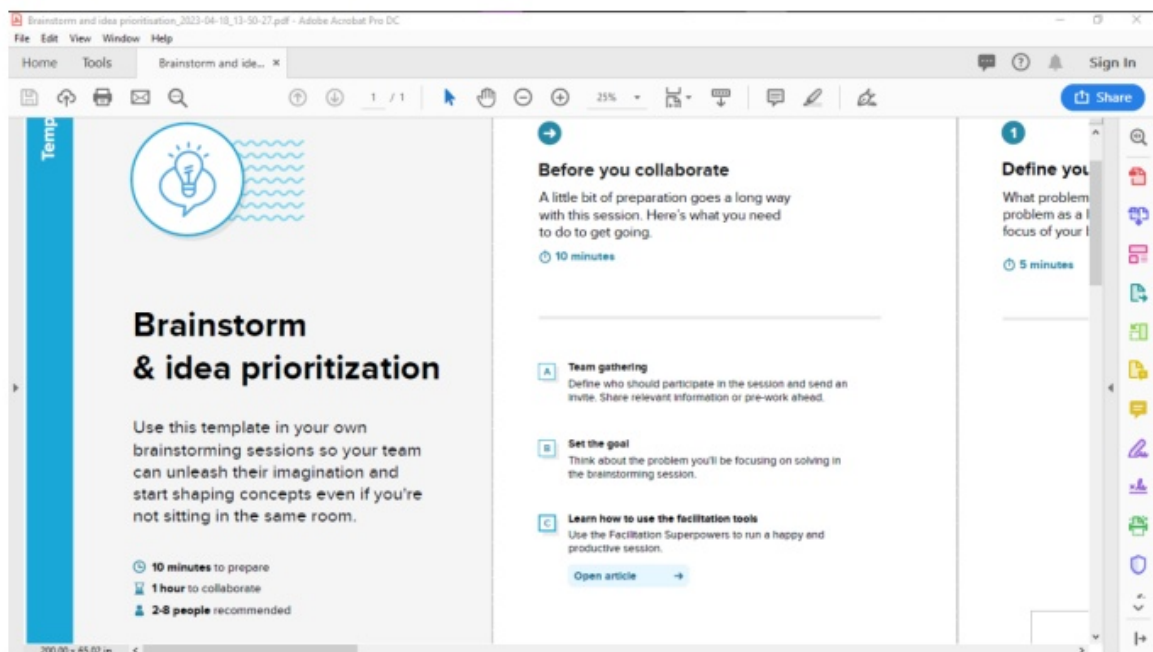 Brainstorm and idea prioritisation_2023-04-10_13-50-27.pdf - Adobe Acrobat Pro DC
File Edit View Window Help
Home Tools Brainstorm and ide... × Sign In
1 / 1 25% Share
Temp
Brainstorm
& idea prioritization
Use this template in your own
brainstorming sessions so your team
can unleash their imagination and
start shaping concepts even if you're
not sitting in the same room.
10 minutes to prepare
1 hour to collaborate
2-8 people recommended
Before you collaborate
A little bit of preparation goes a long way
with this session. Here's what you need
to do to get going.
10 minutes
A Team gathering
Define who should participate in the session and send an
invite. Share relevant information or pre-work ahead.
B Set the goal
Think about the problem you'll be focusing on solving in
the brainstorming session.
C Learn how to use the facilitation tools
Use the Facilitation Superpowers to run a happy and
productive session.
Open article
1
Define you
What problem
problem as a
focus of your
5 minutes
200.00 × 65.02 in